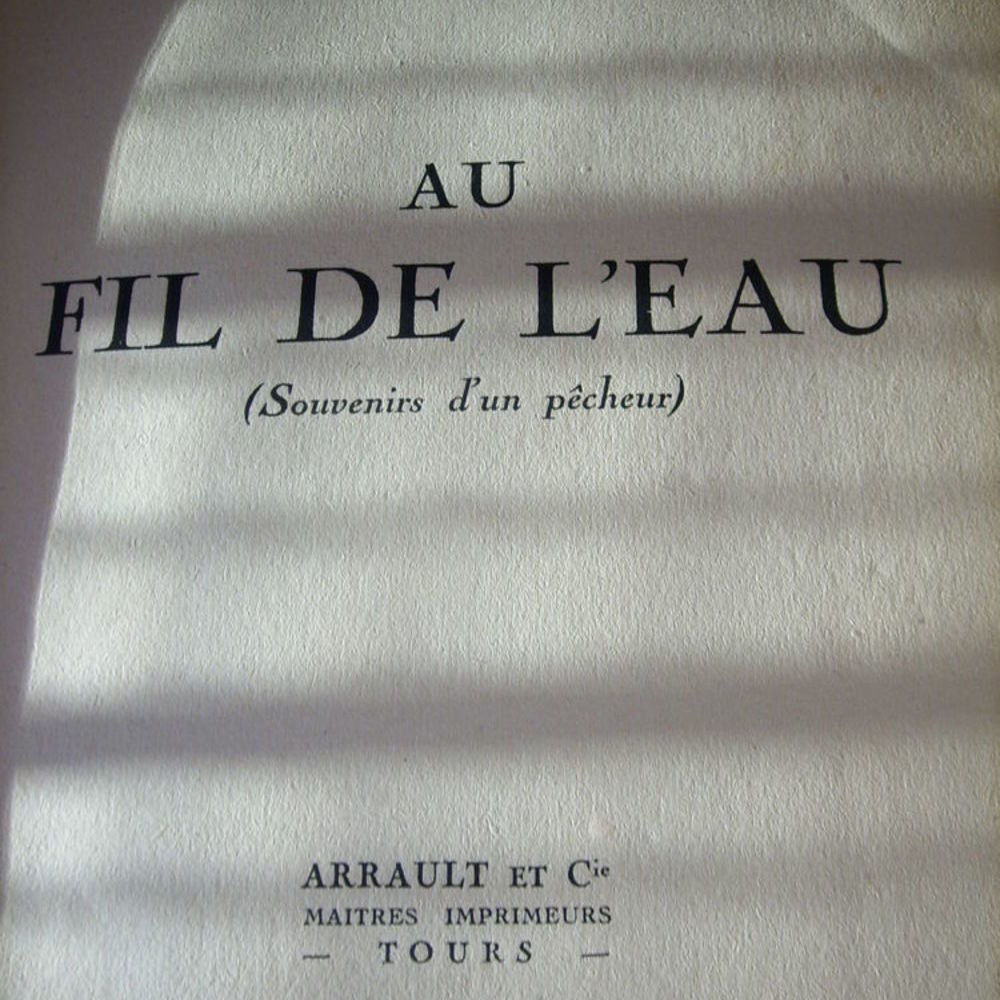 AU
FIL DE L'EAU
(Souvenirs d'un pêcheur)
ARRAULT ET Cie
MAITRES IMPRIMEURS
— TOURS —